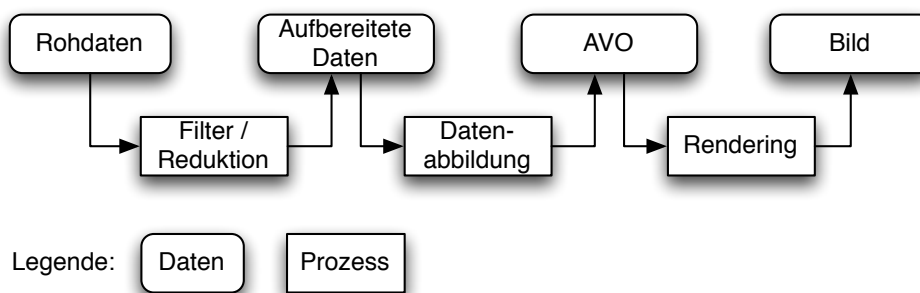 Rohdaten
Aufbereitete
Daten
AVO
Bild
Filter /
Reduktion
Daten-
abbildung
Rendering
Legende:
Daten
Prozess